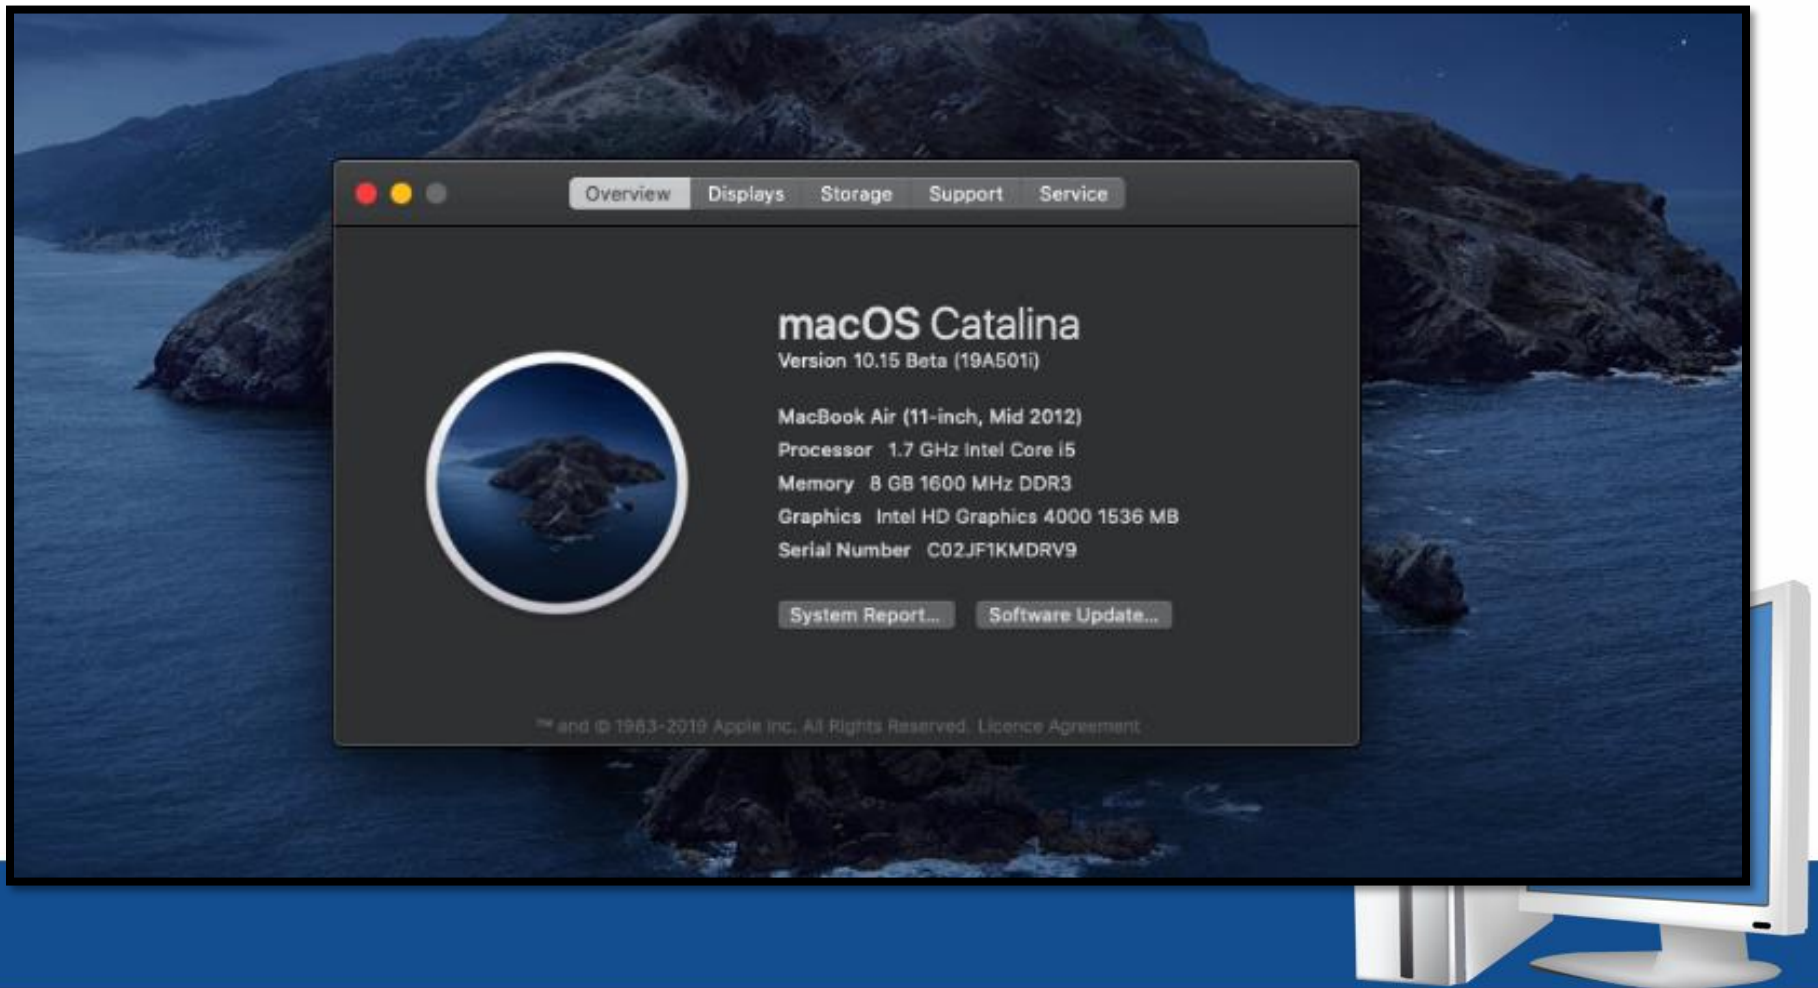 Overview Displays Storage Support Service
macOS Catalina
Version 10.15 Beta (19A501i)
MacBook Air (11-inch, Mid 2012)
Processor 1.7 GHz Intel Core i5
Memory 8 GB 1600 MHz DDR3
Graphics Intel HD Graphics 4000 1536 MB
Serial Number C02JF1KMDRV9
System Report... Software Update...
™ and © 1983-2019 Apple Inc. All Rights Reserved. Licence Agreement